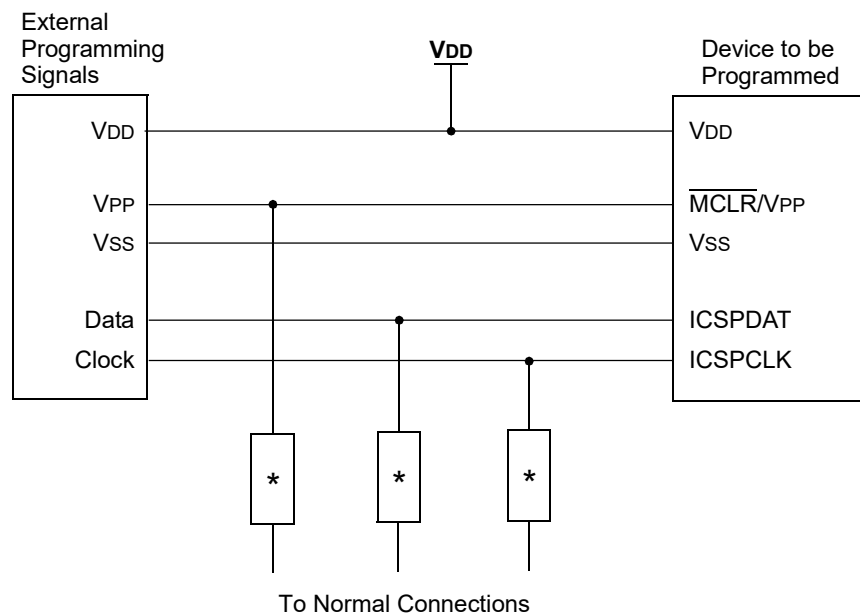 External
Programming
Signals
VDD
Device to be
Programmed
VDD
VDD
VPP
MCLR/VPP
VSS
VSS
Data
ICSPDAT
Clock
ICSPCLK
*
*
*
To Normal Connections